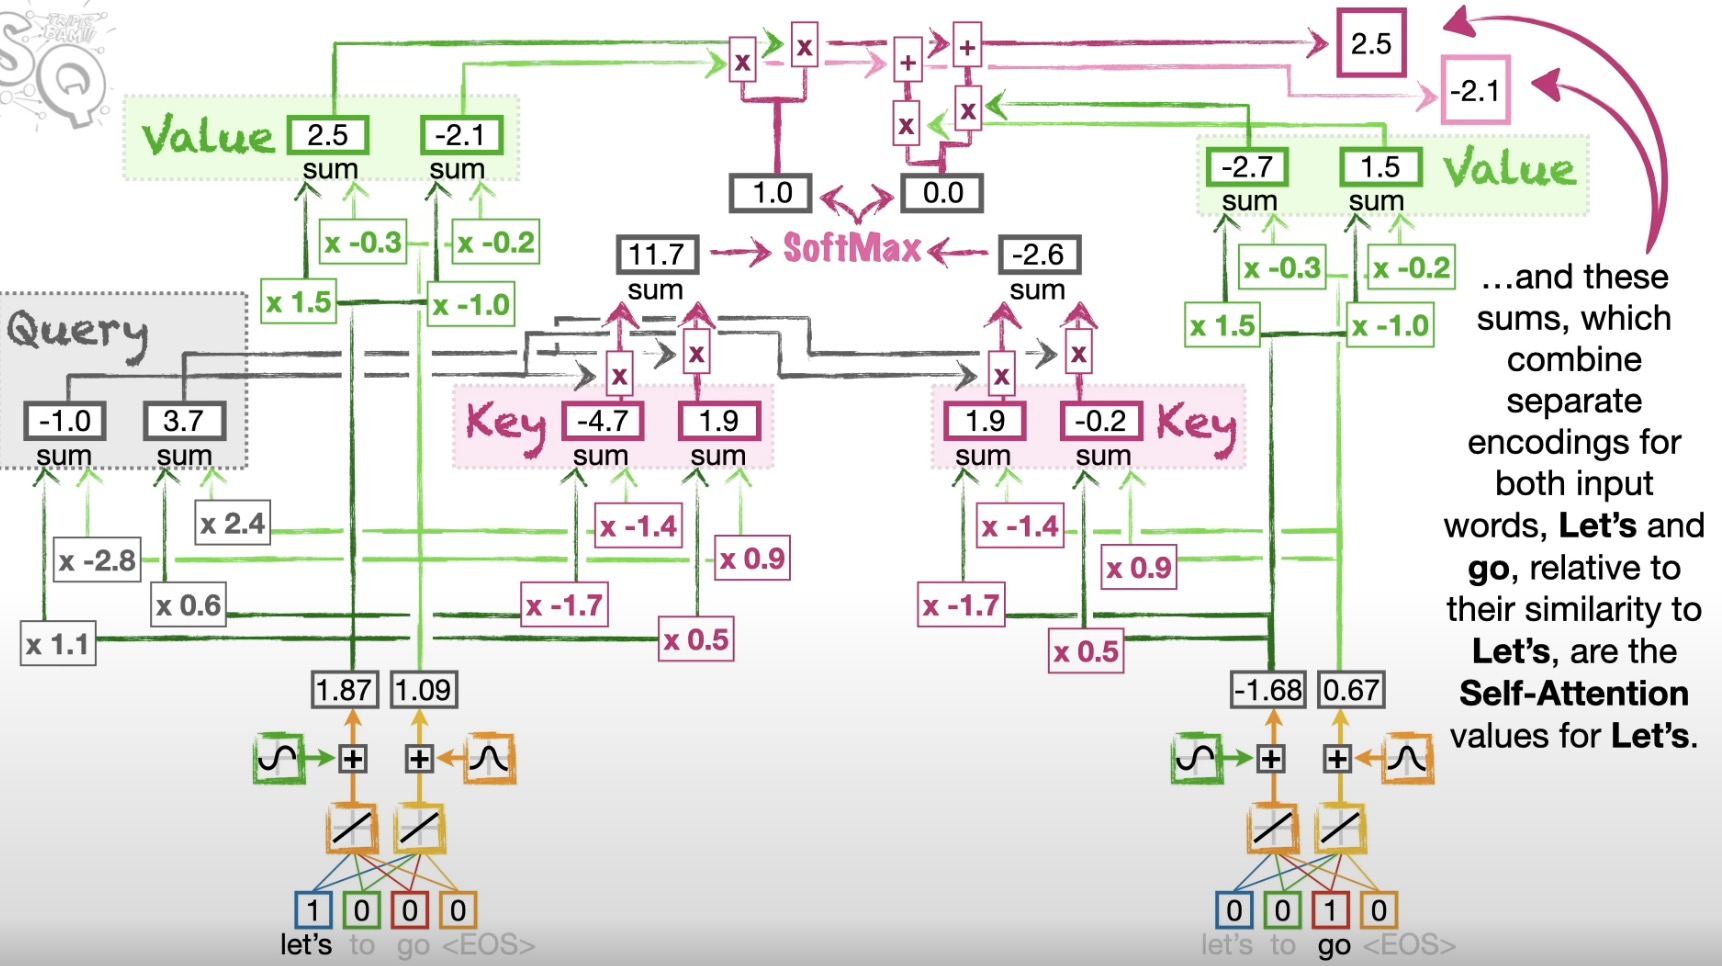 TRIPLE
BAM!!!
SQ
x
x
+
+
2.5
-2.1
x
x
Value
2.5
-2.1
sum
sum
1.0
0.0
-2.7
1.5
Value
sum
sum
x -0.3
x -0.2
SoftMax
11.7
-2.6
sum
sum
x -0.3
x -0.2
x 1.5
x -1.0
x 1.5
x -1.0
…and these
sums, which
combine
separate
encodings for
both input
words, Let's and
go, relative to
their similarity to
Let's, are the
Self-Attention
values for Let's.
Query
x
x
x
x
-1.0
3.7
sum
sum
Key
-4.7
1.9
sum
sum
1.9
-0.2
Key
sum
sum
x 2.4
x -2.8
x 0.6
x 1.1
x -1.4
x 0.9
x -1.7
x 0.5
x -1.4
x 0.9
x -1.7
x 0.5
1.87
1.09
-1.68
0.67
+
+
+
+
1 0 0 0
let's to go <EOS>
0 0 1 0
let's to go <EOS>